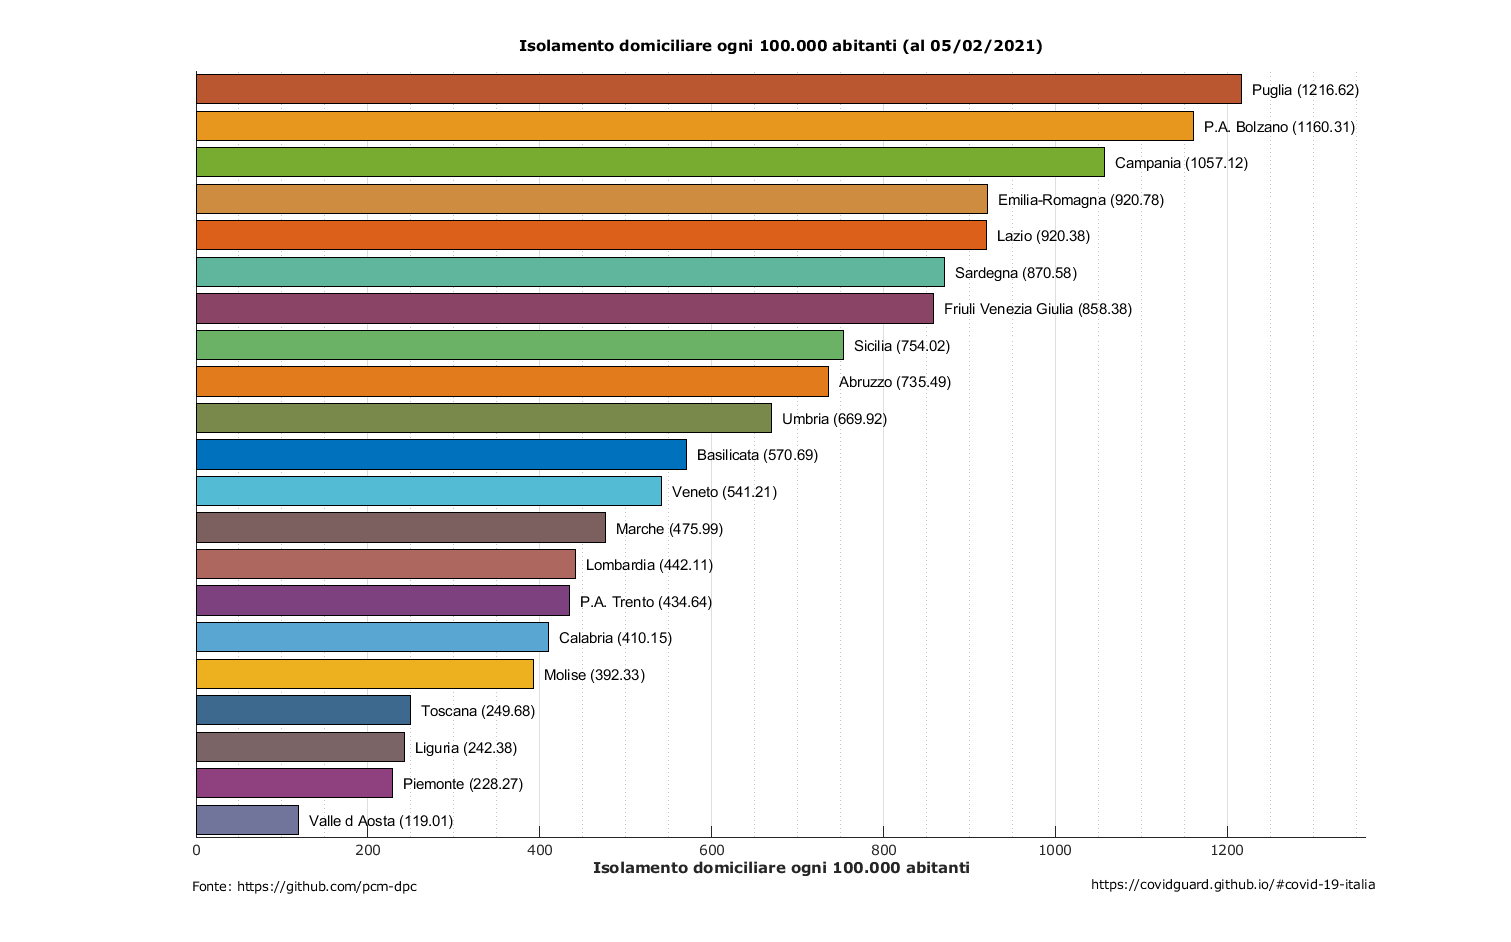 Isolamento domiciliare ogni 100.000 abitanti (al 05/02/2021)
Puglia (1216.62)
P.A. Bolzano (1160.31)
Campania (1057.12)
Emilia-Romagna (920.78)
Lazio (920.38)
Sardegna (870.58)
Friuli Venezia Giulia (858.38)
Sicilia (754.02)
Abruzzo (735.49)
Umbria (669.92)
Basilicata (570.69)
Veneto (541.21)
Marche (475.99)
Lombardia (442.11)
P.A. Trento (434.64)
Calabria (410.15)
Molise (392.33)
Toscana (249.68)
Liguria (242.38)
Piemonte (228.27)
Valle d Aosta (119.01)
0 200 400 600 800 1000 1200
Isolamento domiciliare ogni 100.000 abitanti
Fonte: https://github.com/pcm-dpc
https://covidguard.github.io/#covid-19-italia